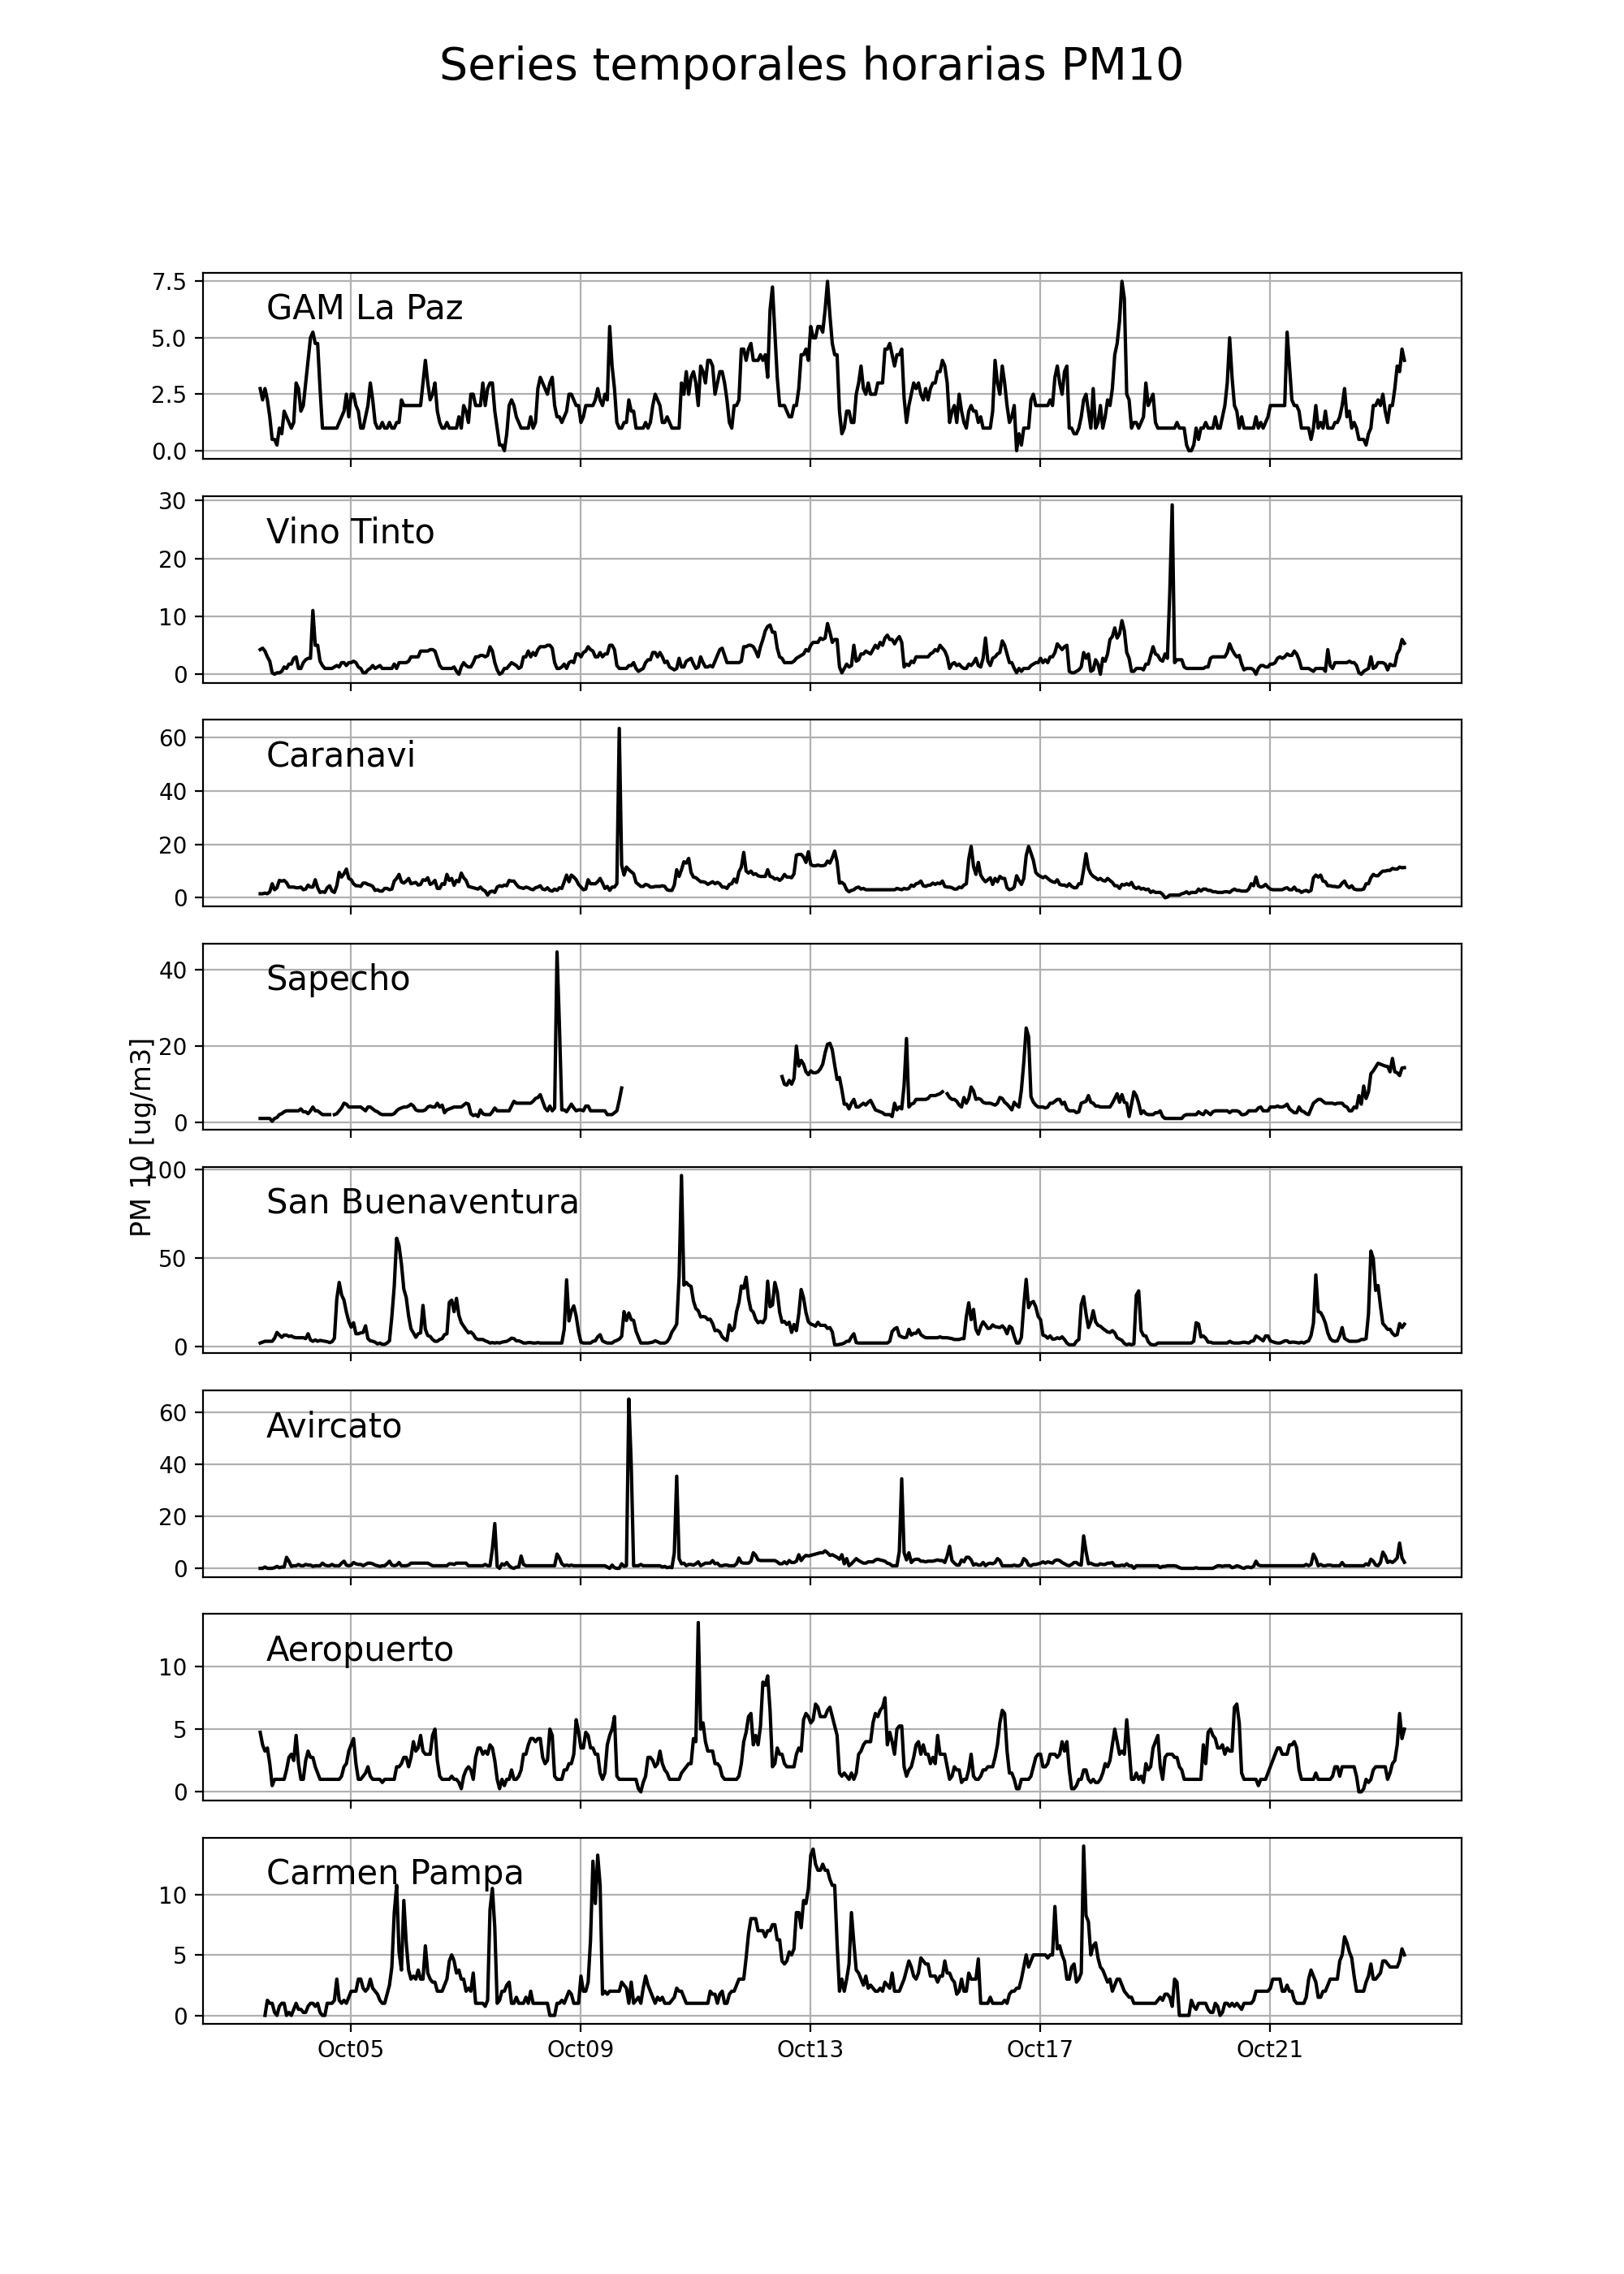 Series temporales horarias PM10
7.5
5.0
2.5
0.0
GAM La Paz
30
20
10
0
Vino Tinto
60
40
20
0
Caranavi
40
20
0
Sapecho
PM 10 [ug/m3]
100
50
0
San Buenaventura
60
40
20
0
Avircato
10
5
0
Aeropuerto
10
5
0
Carmen Pampa
Oct05 Oct09 Oct13 Oct17 Oct21